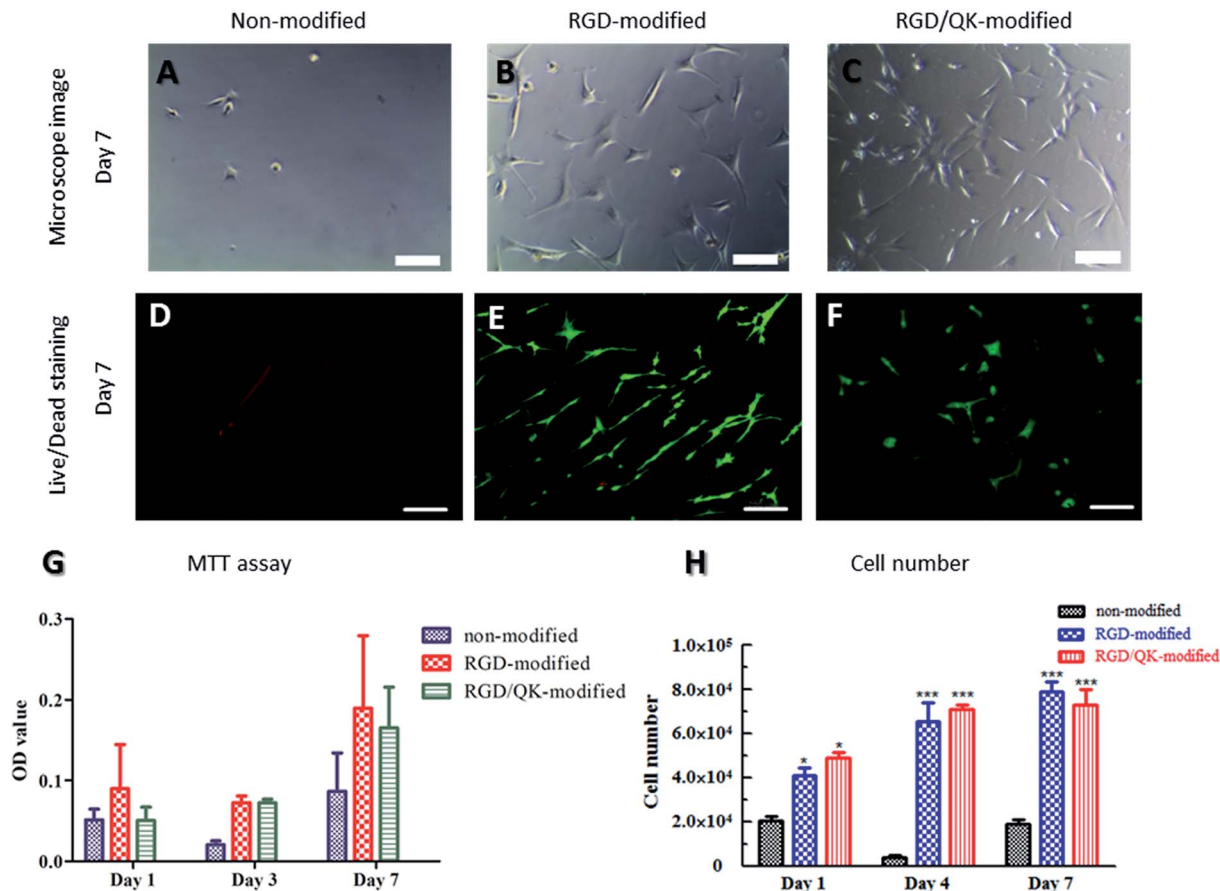 Non-modified RGD-modified RGD/QK-modified
Microscope image
Day 7
A B C
Live/Dead staining
Day 7
D E F
G MTT assay
non-modified
RGD-modified
RGD/QK-modified
OD value
0.3
0.2
0.1
0.0
Day 1 Day 3 Day 7
H Cell number
non-modified
RGD-modified
RGD/QK-modified
Cell number
1.0×10⁵
8.0×10⁴
6.0×10⁴
4.0×10⁴
2.0×10⁴
0
* * *** *** *** ***
Day 1 Day 4 Day 7